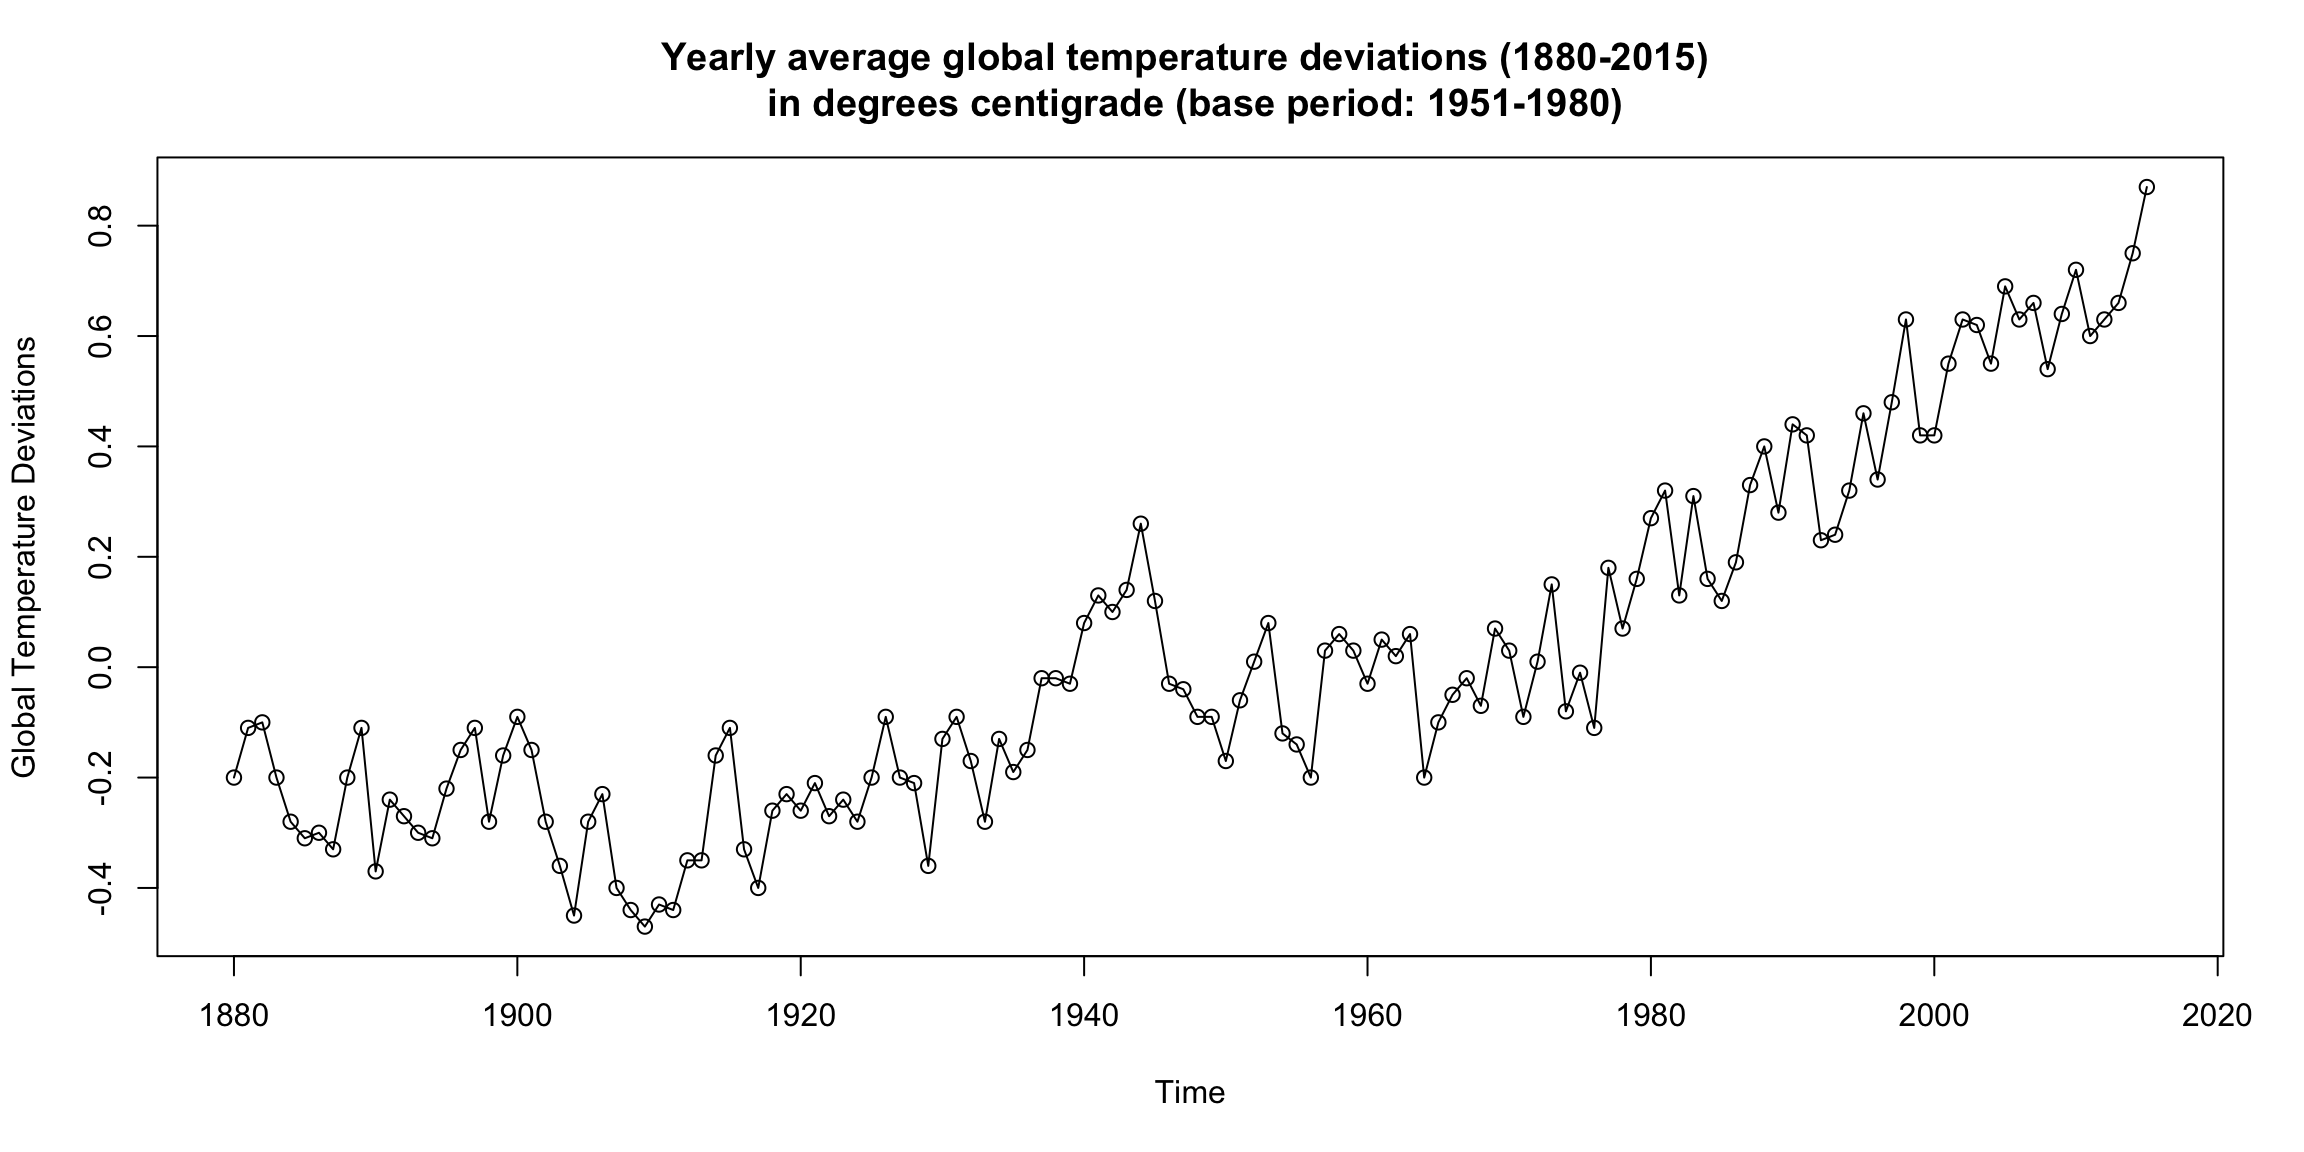 Yearly average global temperature deviations (1880-2015)
in degrees centigrade (base period: 1951-1980)
Global Temperature Deviations
0.8
0.6
0.4
0.2
0.0
-0.2
-0.4
1880 1900 1920 1940 1960 1980 2000 2020
Time